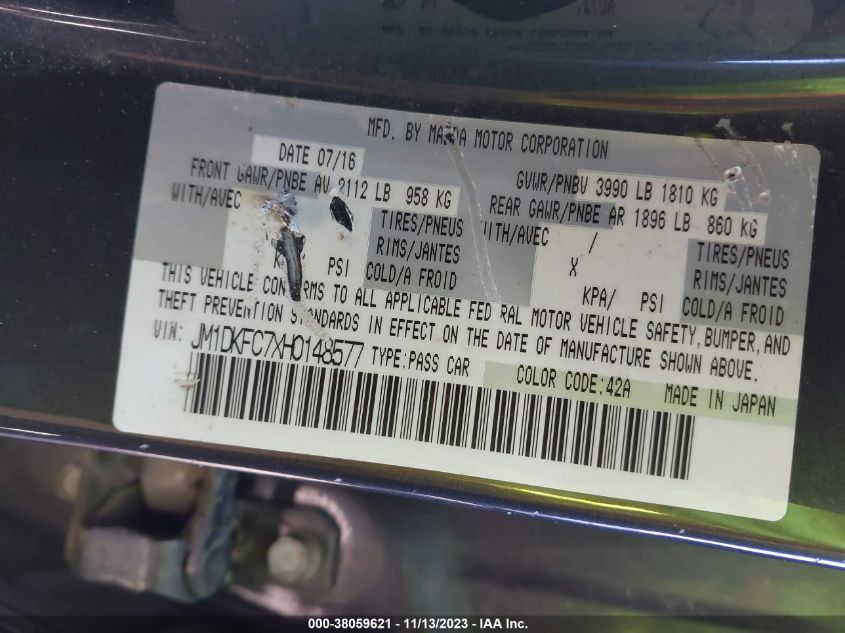 MFD. BY MAZDA MOTOR CORPORATION
DATE 07/16
GVWR/PNBV 3990 LB 1810 KG
FRONT GAWR/PNBE AV 2112 LB 958 KG
REAR GAWR/PNBE AR 1896 LB 860 KG
WITH/AVEC
TIRES/PNEUS
RIMS/JANTES
PSI COLD/A FROID
WITH/AVEC /
TIRES/PNEUS
X RIMS/JANTES
KPA/ PSI COLD/A FROID
THIS VEHICLE TO ALL APPLICABLE MOTOR VEHICLE SAFETY, BUMPER, AND
THEFT PREVENTION IN EFFECT ON THE DATE OF MANUFACTURE SHOWN ABOVE.
VIN: JM1DKFC7XH0148577 TYPE:PASS CAR
COLOR CODE:42A MADE IN JAPAN
000-38059621 - 11/13/2023 - IAA Inc.